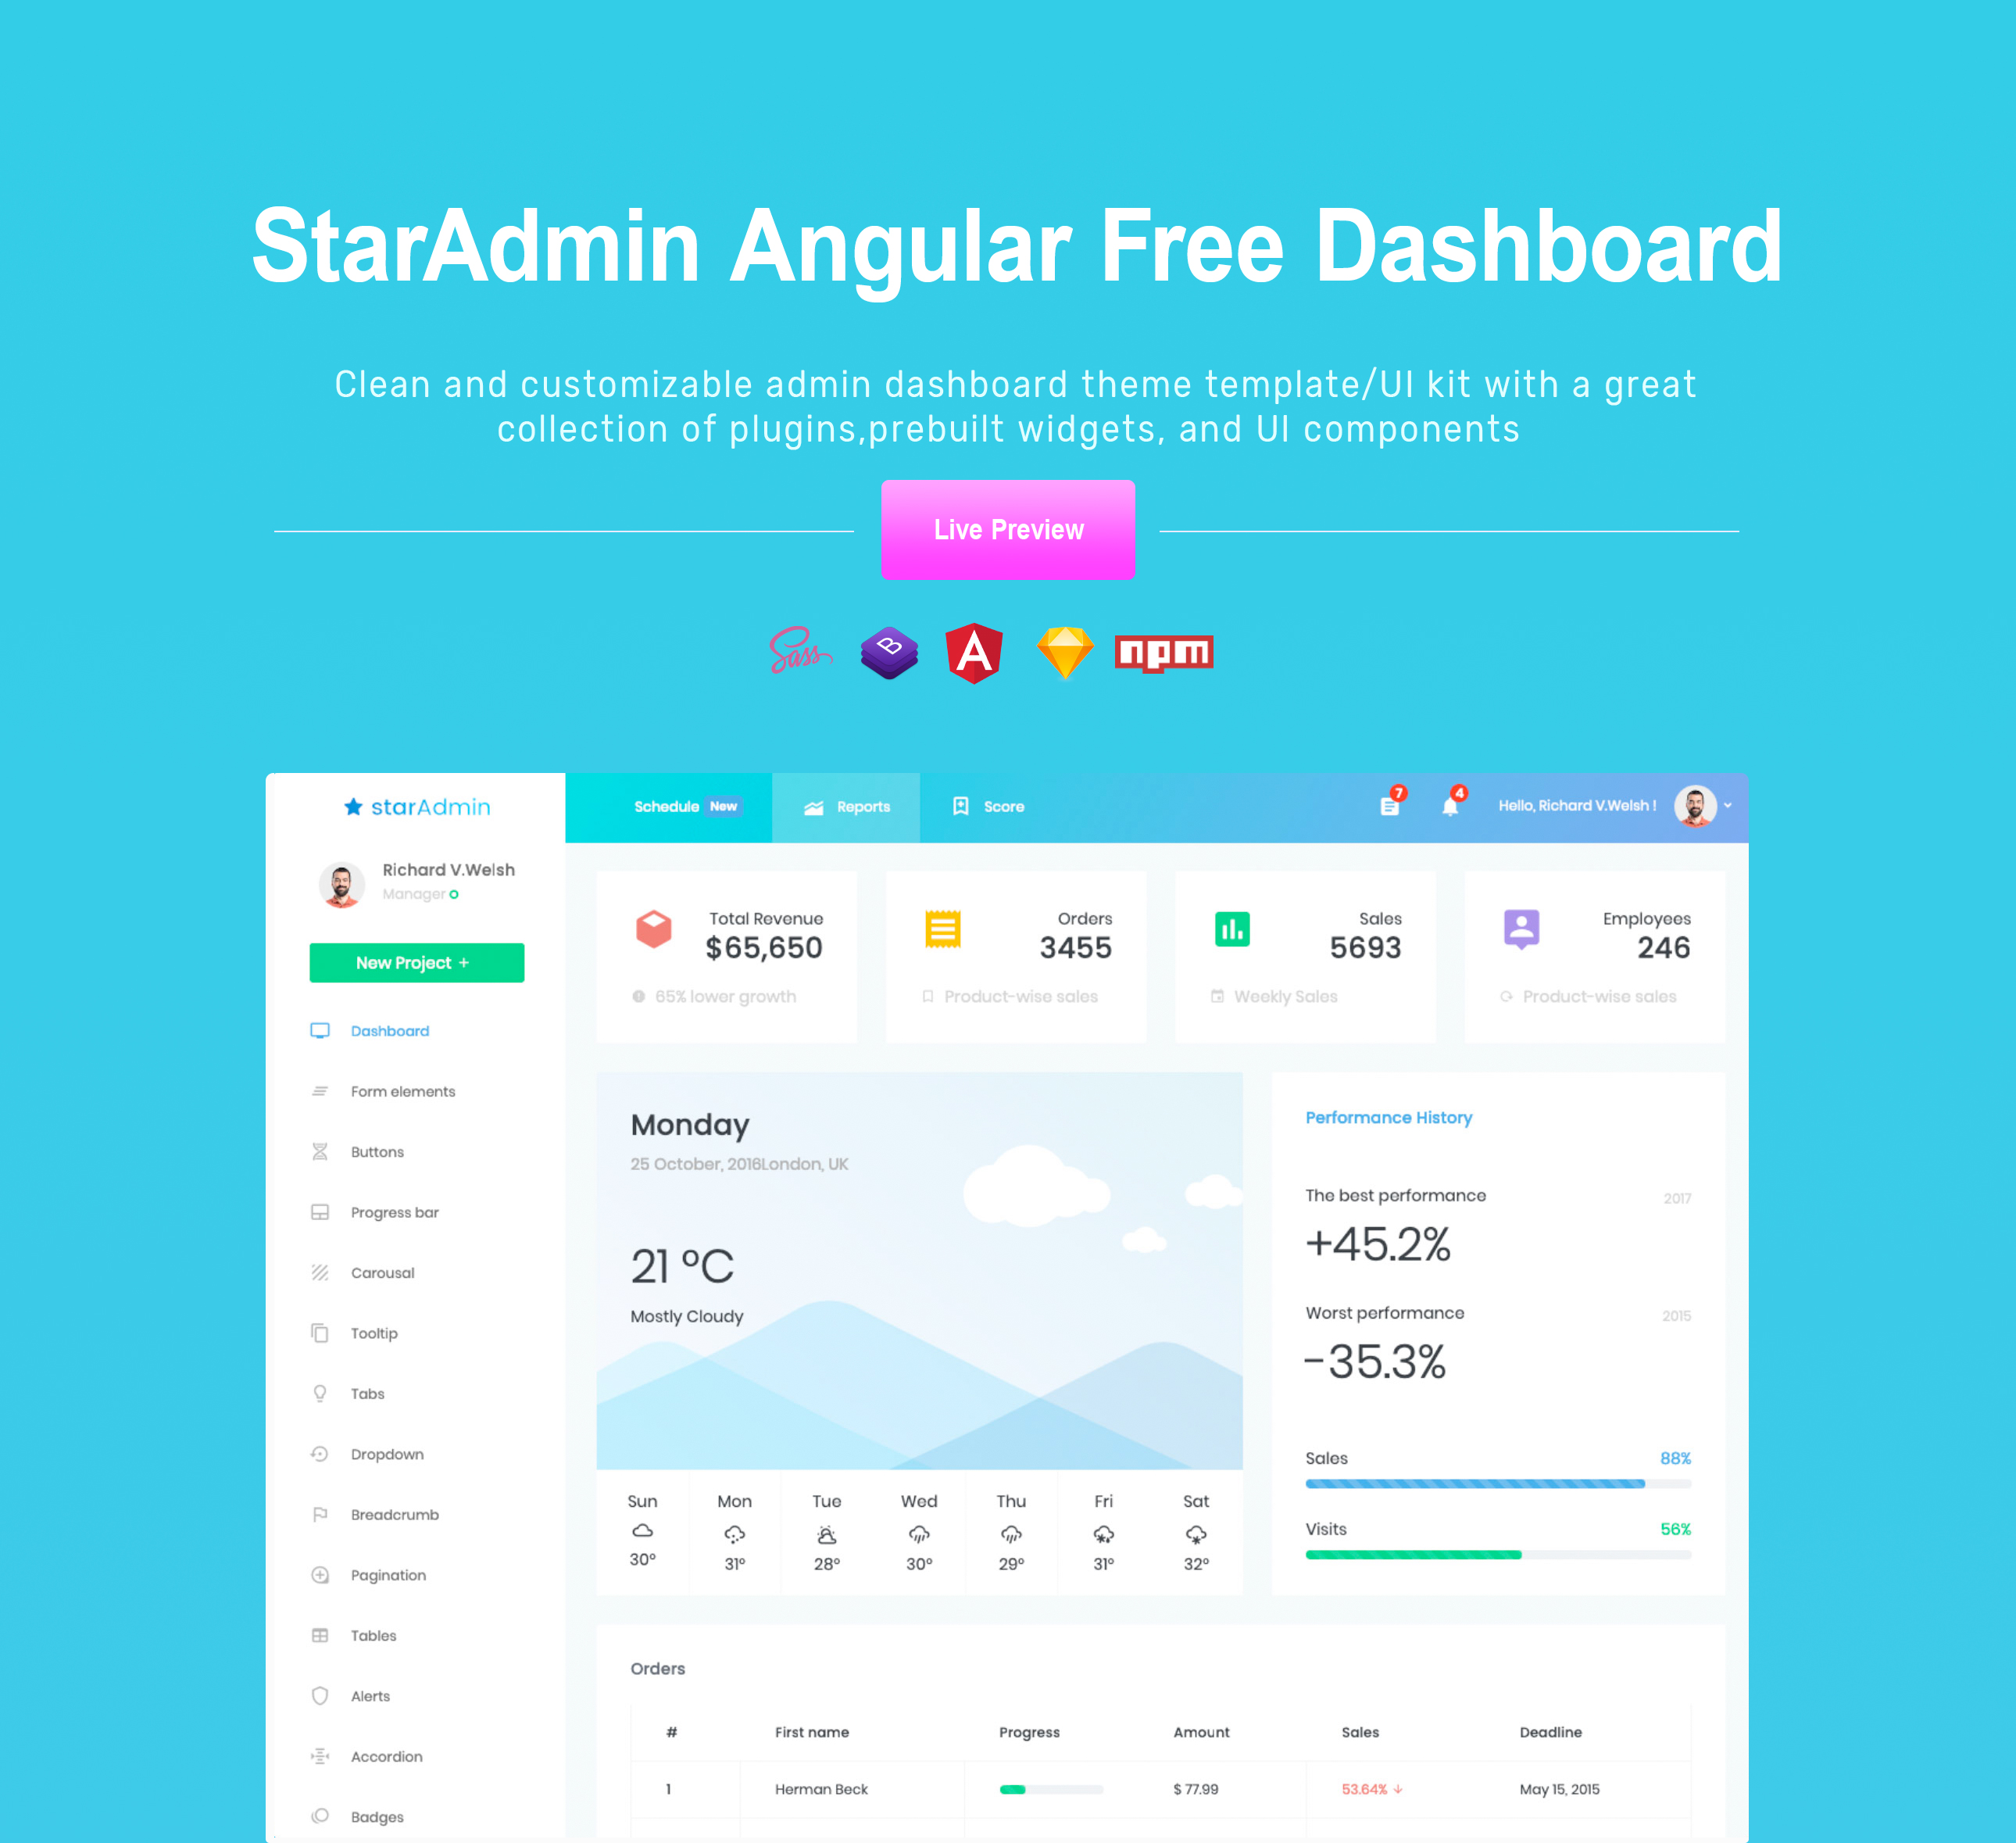 StarAdmin Angular Free Dashboard
Clean and customizable admin dashboard theme template/UI kit with a great
collection of plugins,prebuilt widgets, and UI components
Live Preview
Sass
B
A
npm
starAdmin
Schedule New
Reports
Score
7
4
Hello, Richard V.Welsh !
Richard V.Welsh
Manager
New Project +
Dashboard
Form elements
Buttons
Progress bar
Carousal
Tooltip
Tabs
Dropdown
Breadcrumb
Pagination
Tables
Alerts
Accordion
Badges
Total Revenue
$65,650
65% lower growth
Orders
3455
Product-wise sales
Sales
5693
Weekly Sales
Employees
246
Product-wise sales
Monday
25 October, 2016London, UK
21 °C
Mostly Cloudy
Sun Mon Tue Wed Thu Fri Sat
30° 31° 28° 30° 29° 31° 32°
Performance History
The best performance 2017
+45.2%
Worst performance 2015
-35.3%
Sales 88%
Visits 56%
Orders
# First name Progress Amount Sales Deadline
1 Herman Beck $ 77.99 53.64% ↓ May 15, 2015